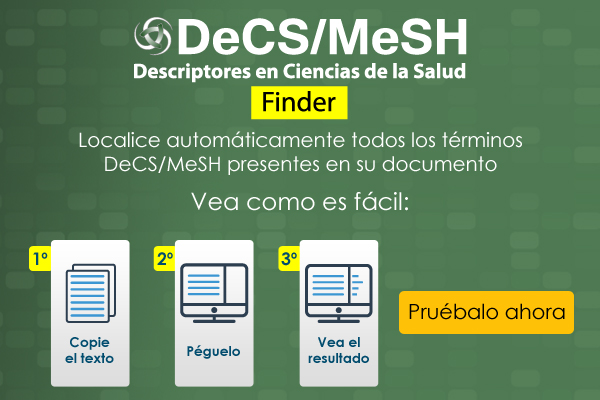 DeCS/MeSH
Descriptores en Ciencias de la Salud
Finder
Localice automáticamente todos los términos
DeCS/MeSH presentes en su documento
Vea como es fácil:
1º
Copie
el texto
2º
Péguelo
3º
Vea el
resultado
Pruébalo ahora